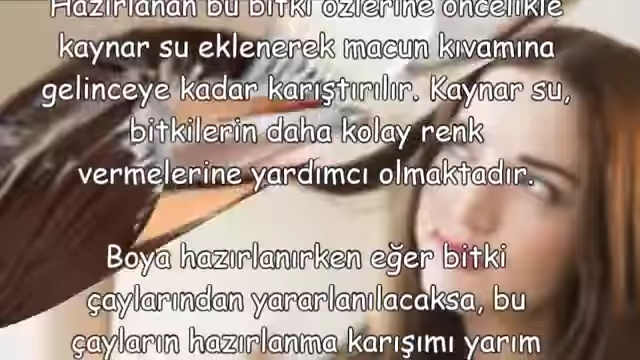 Hazırlanan bu bitki özlerine öncelikle
kaynar su eklenerek macun kıvamına
gelinceye kadar karıştırılır. Kaynar su,
bitkilerin daha kolay renk
vermelerine yardımcı olmaktadır.
Boya hazırlanırken eğer bitki
çaylarından yararlanılacaksa, bu
çayların hazırlanma karışımı yarım